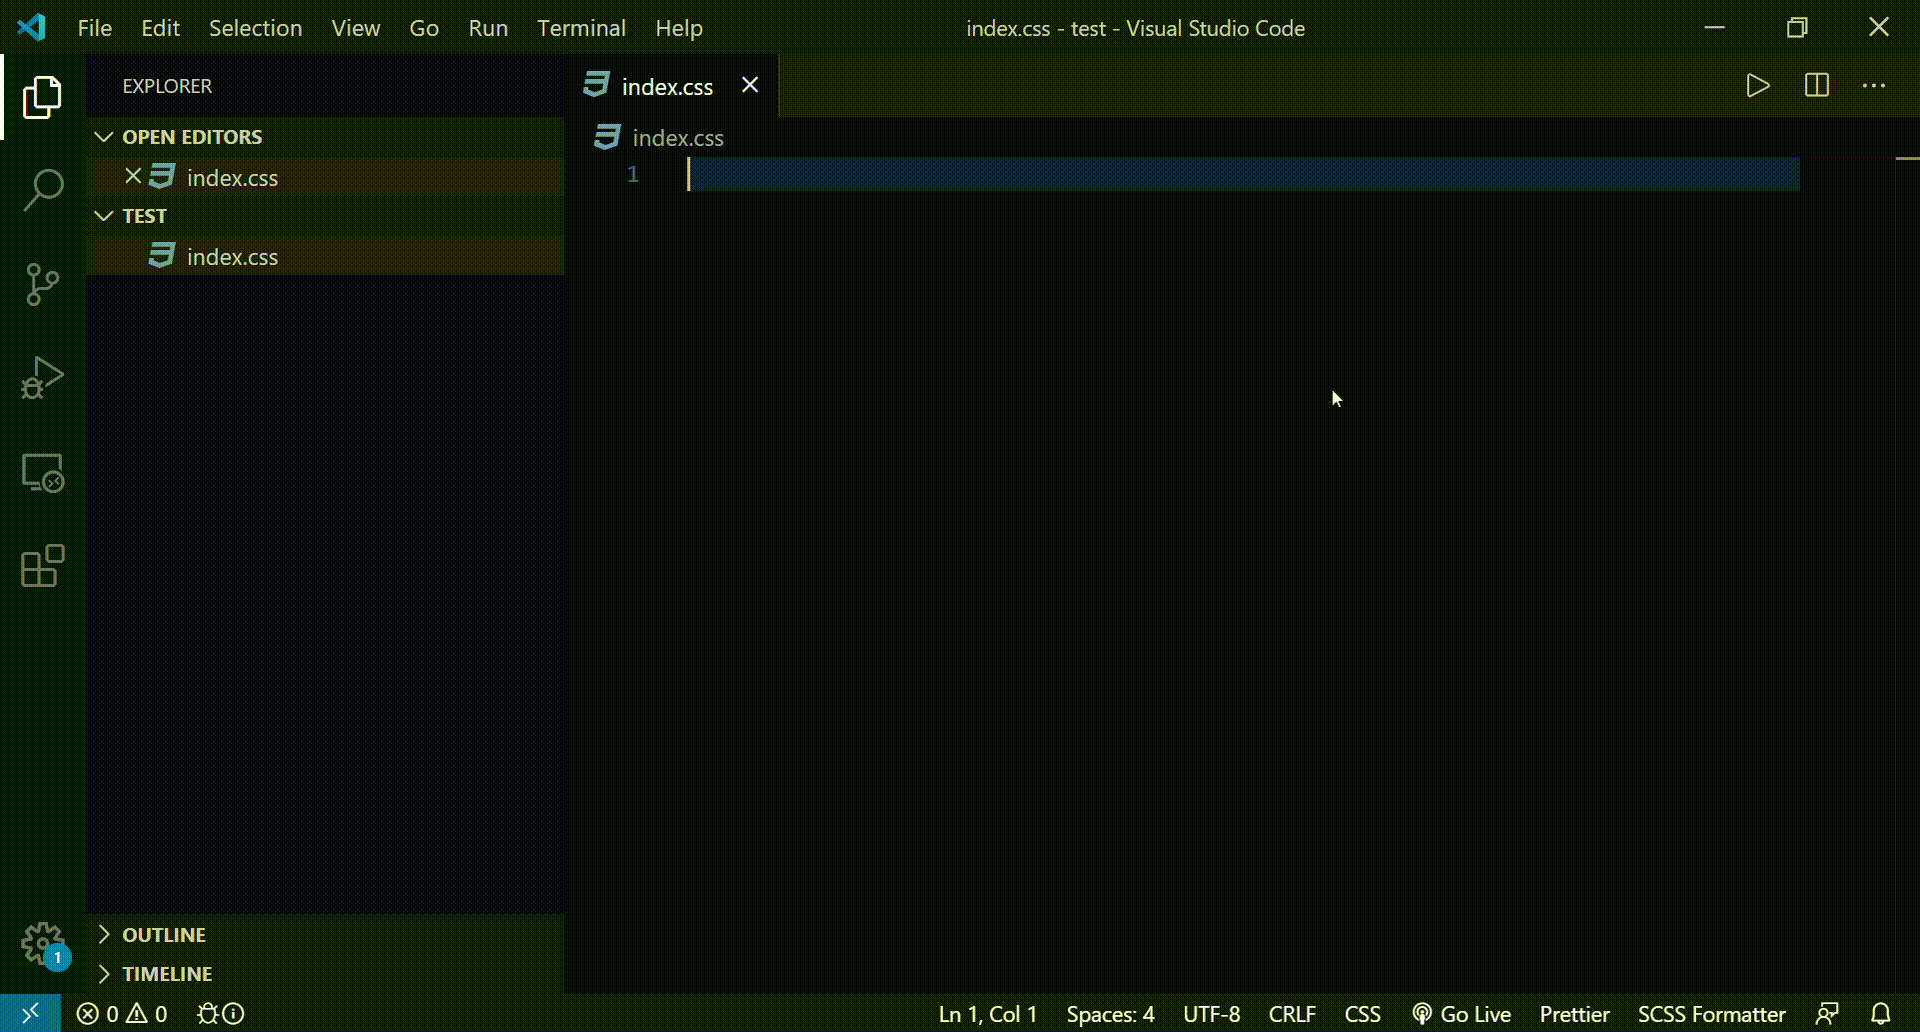 File Edit Selection View Go Run Terminal Help index.css - test - Visual Studio Code
EXPLORER
OPEN EDITORS
index.css
TEST
index.css
OUTLINE
TIMELINE
index.css
index.css
1
1
0 0 Ln 1, Col 1 Spaces: 4 UTF-8 CRLF CSS Go Live Prettier SCSS Formatter